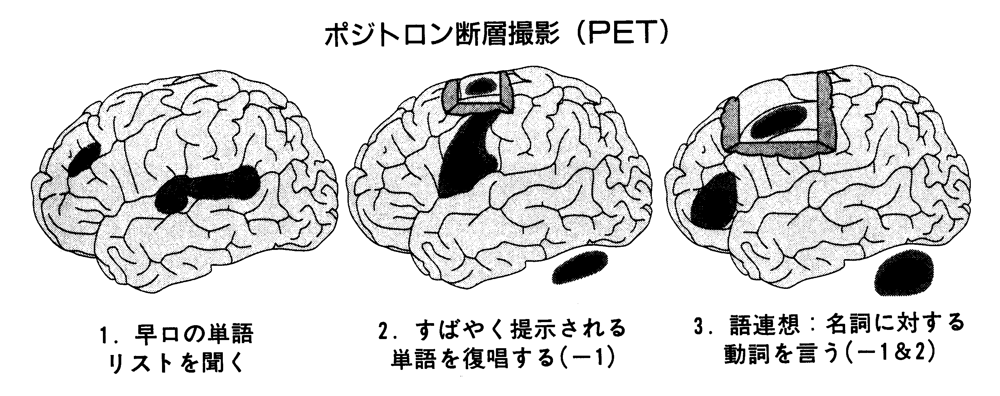 ポジトロン断層撮影（PET）
1. 早口の単語
リストを聞く
2. すばやく提示される
単語を復唱する(－1)
3. 語連想：名詞に対する
動詞を言う(－1&2)